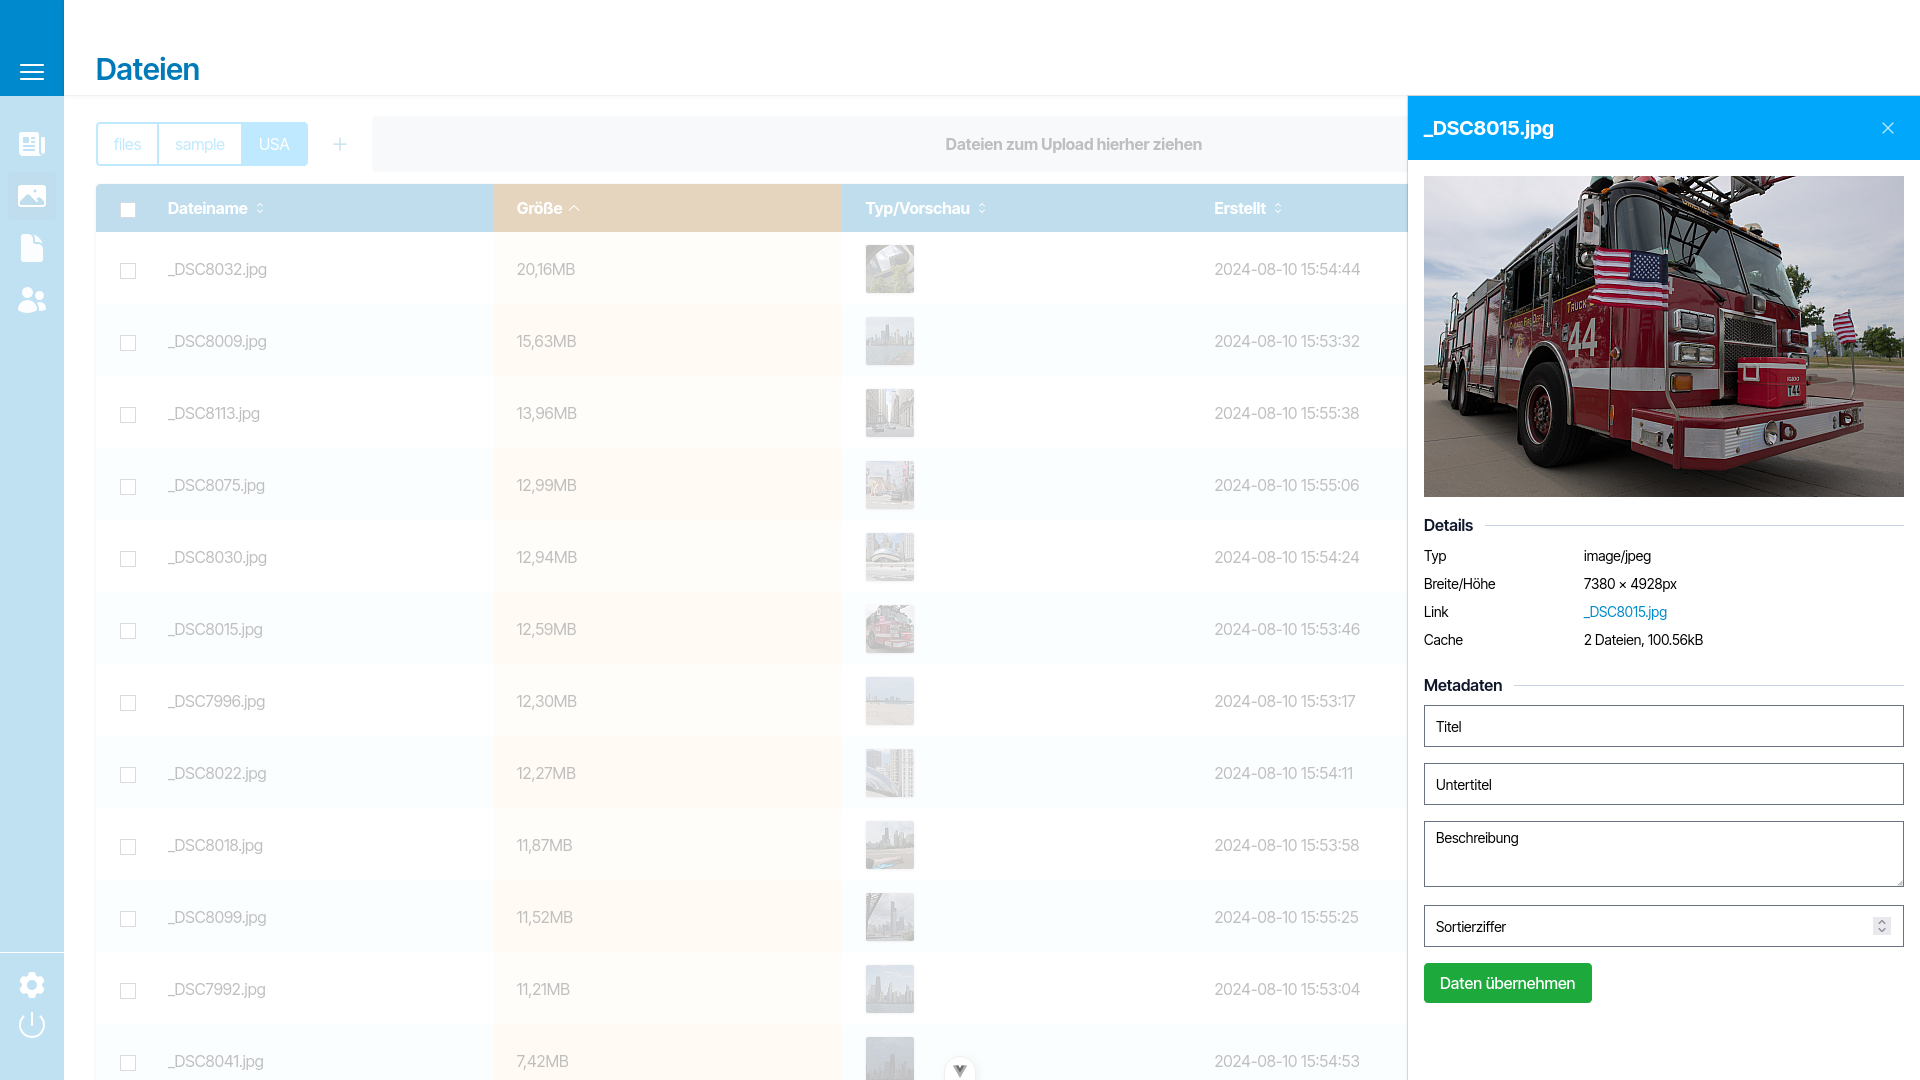 Dateien
files sample USA
Dateien zum Upload hierher ziehen
Dateiname Größe Typ/Vorschau Erstellt
_DSC8032.jpg 20,16MB 2024-08-10 15:54:44
_DSC8009.jpg 15,63MB 2024-08-10 15:53:32
_DSC8113.jpg 13,96MB 2024-08-10 15:55:38
_DSC8075.jpg 12,99MB 2024-08-10 15:55:06
_DSC8030.jpg 12,94MB 2024-08-10 15:54:24
_DSC8015.jpg 12,59MB 2024-08-10 15:53:46
_DSC7996.jpg 12,30MB 2024-08-10 15:53:17
_DSC8022.jpg 12,27MB 2024-08-10 15:54:11
_DSC8018.jpg 11,87MB 2024-08-10 15:53:58
_DSC8099.jpg 11,52MB 2024-08-10 15:55:25
_DSC7992.jpg 11,21MB 2024-08-10 15:53:04
_DSC8041.jpg 7,42MB 2024-08-10 15:54:53
_DSC8015.jpg
TRUCK
44
44
Details
Typ image/jpeg
Breite/Höhe 7380 × 4928px
Link _DSC8015.jpg
Cache 2 Dateien, 100.56kB
Metadaten
Titel
Untertitel
Beschreibung
Sortierziffer
Daten übernehmen